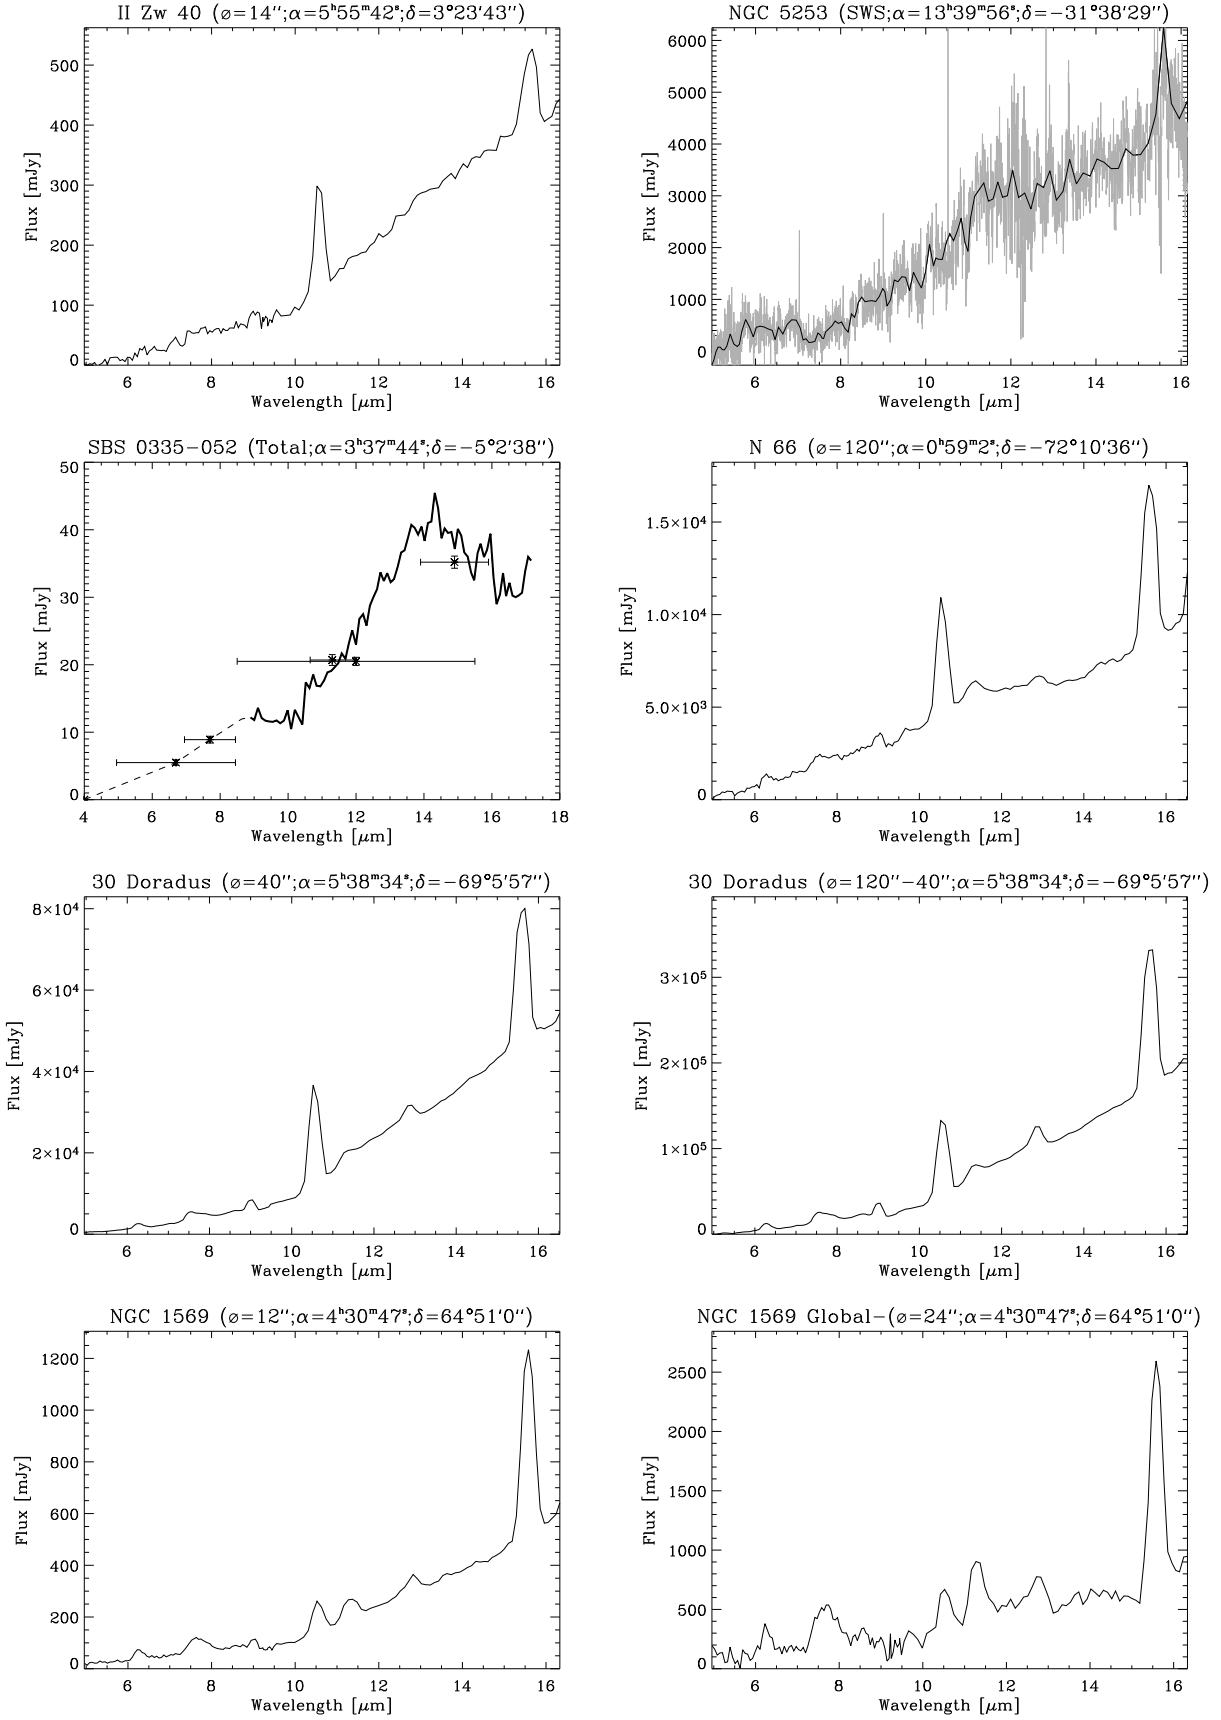 II Zw 40 (⌀=14″;α=5ʰ55ᵐ42ˢ;δ=3°23′43″)
500
400
300
200
100
0
Flux [mJy]
6 8 10 12 14 16
Wavelength [μm]
NGC 5253 (SWS;α=13ʰ39ᵐ56ˢ;δ=−31°38′29″)
6000
5000
4000
3000
2000
1000
0
Flux [mJy]
6 8 10 12 14 16
Wavelength [μm]
SBS 0335−052 (Total;α=3ʰ37ᵐ44ˢ;δ=−5°2′38″)
50
40
30
20
10
0
Flux [mJy]
4 6 8 10 12 14 16 18
Wavelength [μm]
N 66 (⌀=120″;α=0ʰ59ᵐ2ˢ;δ=−72°10′36″)
1.5×10⁴
1.0×10⁴
5.0×10³
0
Flux [mJy]
6 8 10 12 14 16
Wavelength [μm]
30 Doradus (⌀=40″;α=5ʰ38ᵐ34ˢ;δ=−69°5′57″)
8×10⁴
6×10⁴
4×10⁴
2×10⁴
0
Flux [mJy]
6 8 10 12 14 16
Wavelength [μm]
30 Doradus (⌀=120″−40″;α=5ʰ38ᵐ34ˢ;δ=−69°5′57″)
3×10⁵
2×10⁵
1×10⁵
0
Flux [mJy]
6 8 10 12 14 16
Wavelength [μm]
NGC 1569 (⌀=12″;α=4ʰ30ᵐ47ˢ;δ=64°51′0″)
1200
1000
800
600
400
200
0
Flux [mJy]
6 8 10 12 14 16
Wavelength [μm]
NGC 1569 Global−(⌀=24″;α=4ʰ30ᵐ47ˢ;δ=64°51′0″)
2500
2000
1500
1000
500
0
Flux [mJy]
6 8 10 12 14 16
Wavelength [μm]